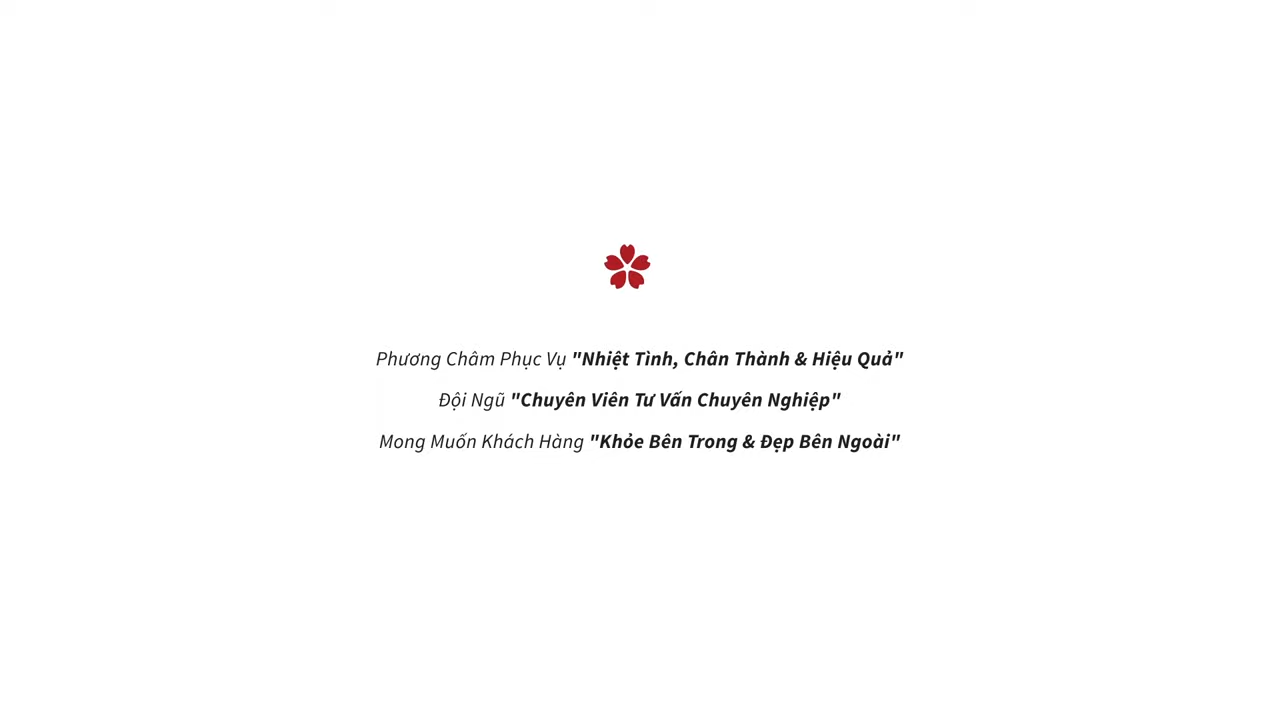 Phương Châm Phục Vụ "Nhiệt Tình, Chân Thành & Hiệu Quả"
Đội Ngũ "Chuyên Viên Tư Vấn Chuyên Nghiệp"
Mong Muốn Khách Hàng "Khỏe Bên Trong & Đẹp Bên Ngoài"